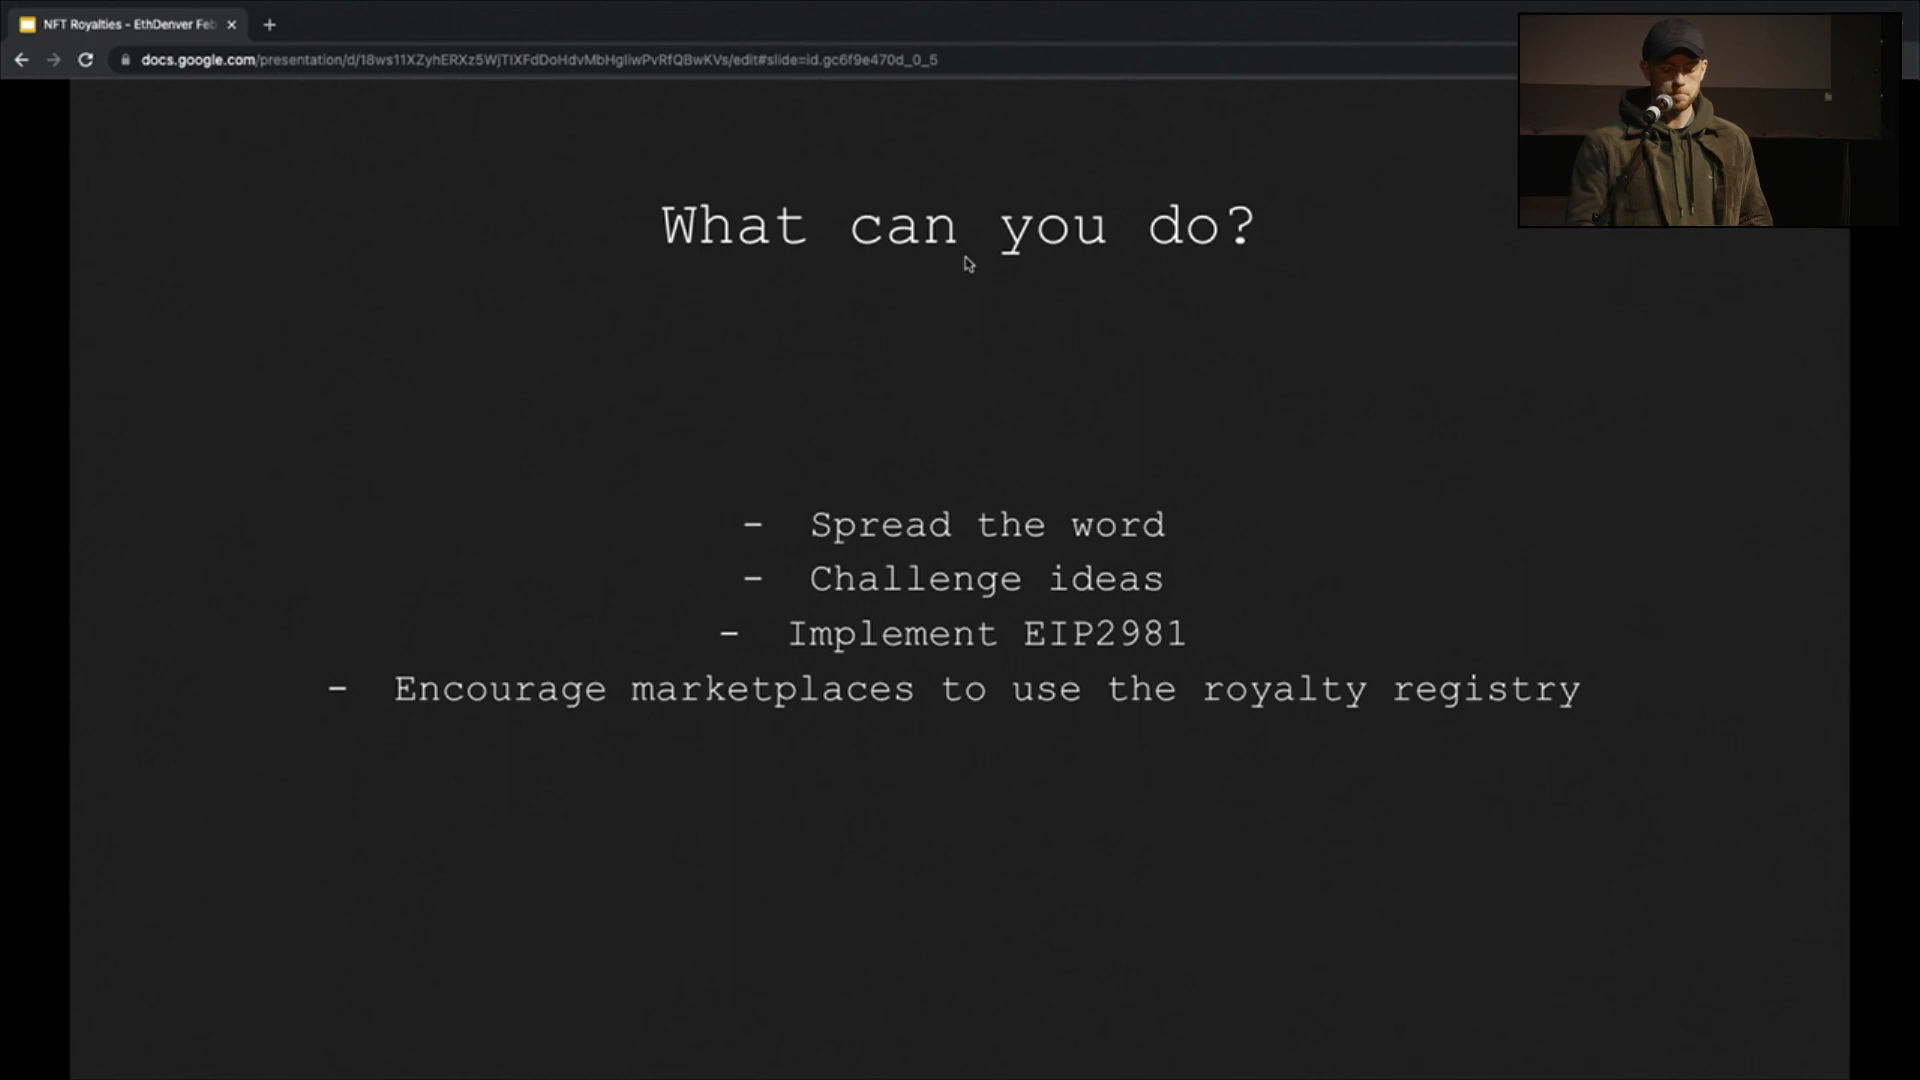 NFT Royalties - EthDenver Feb
docs.google.com/presentation/d/18ws11XZyhERXz5WjTIXFdDoHdvMbHgIiwPvRfQBwKVs/edit#slide=id.gc6f9e470d_0_5
What can you do?
- Spread the word
- Challenge ideas
- Implement EIP2981
- Encourage marketplaces to use the royalty registry